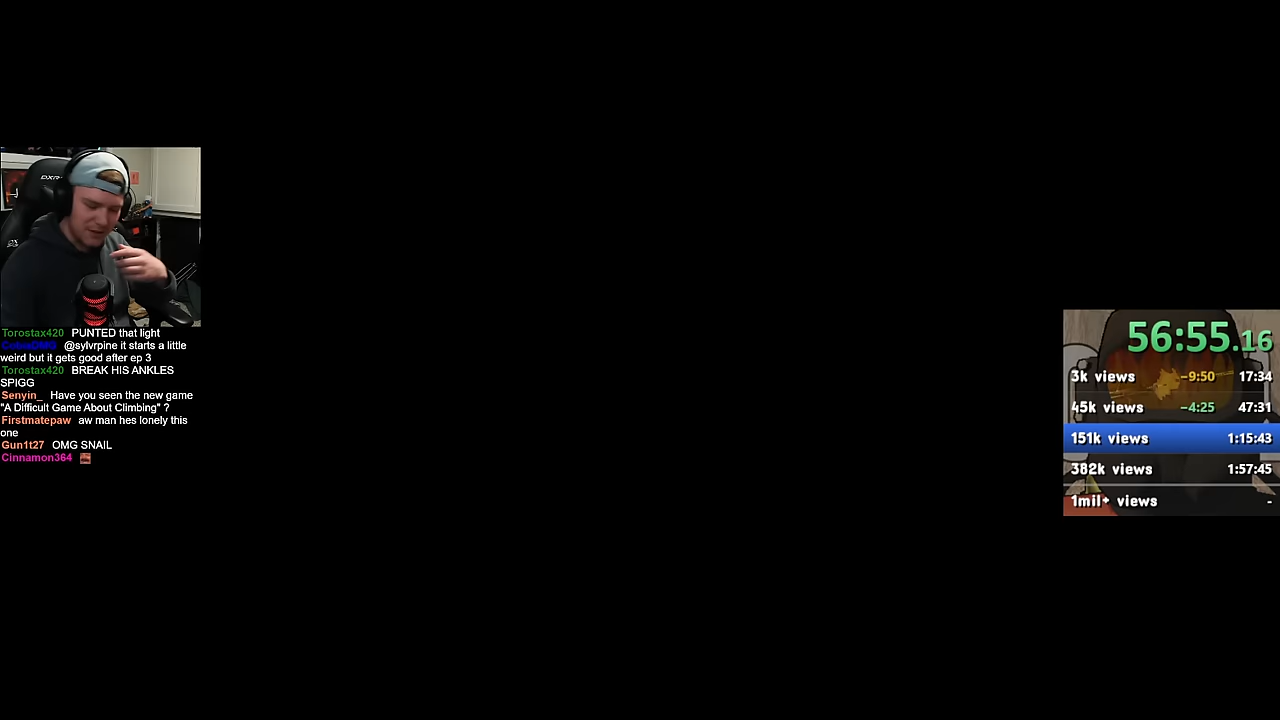 DXR
Torostax420 PUNTED that light
@sylvrpine it starts a little
weird but it gets good after ep 3
Torostax420 BREAK HIS ANKLES
SPIGG
Senyin_ Have you seen the new game
"A Difficult Game About Climbing" ?
Firstmatepaw aw man hes lonely this
one
Gun1t27 OMG SNAIL
Cinnamon364
56:55.16
3k views -9:50 17:34
45k views -4:25 47:31
151k views 1:15:43
382k views 1:57:45
1mil+ views -